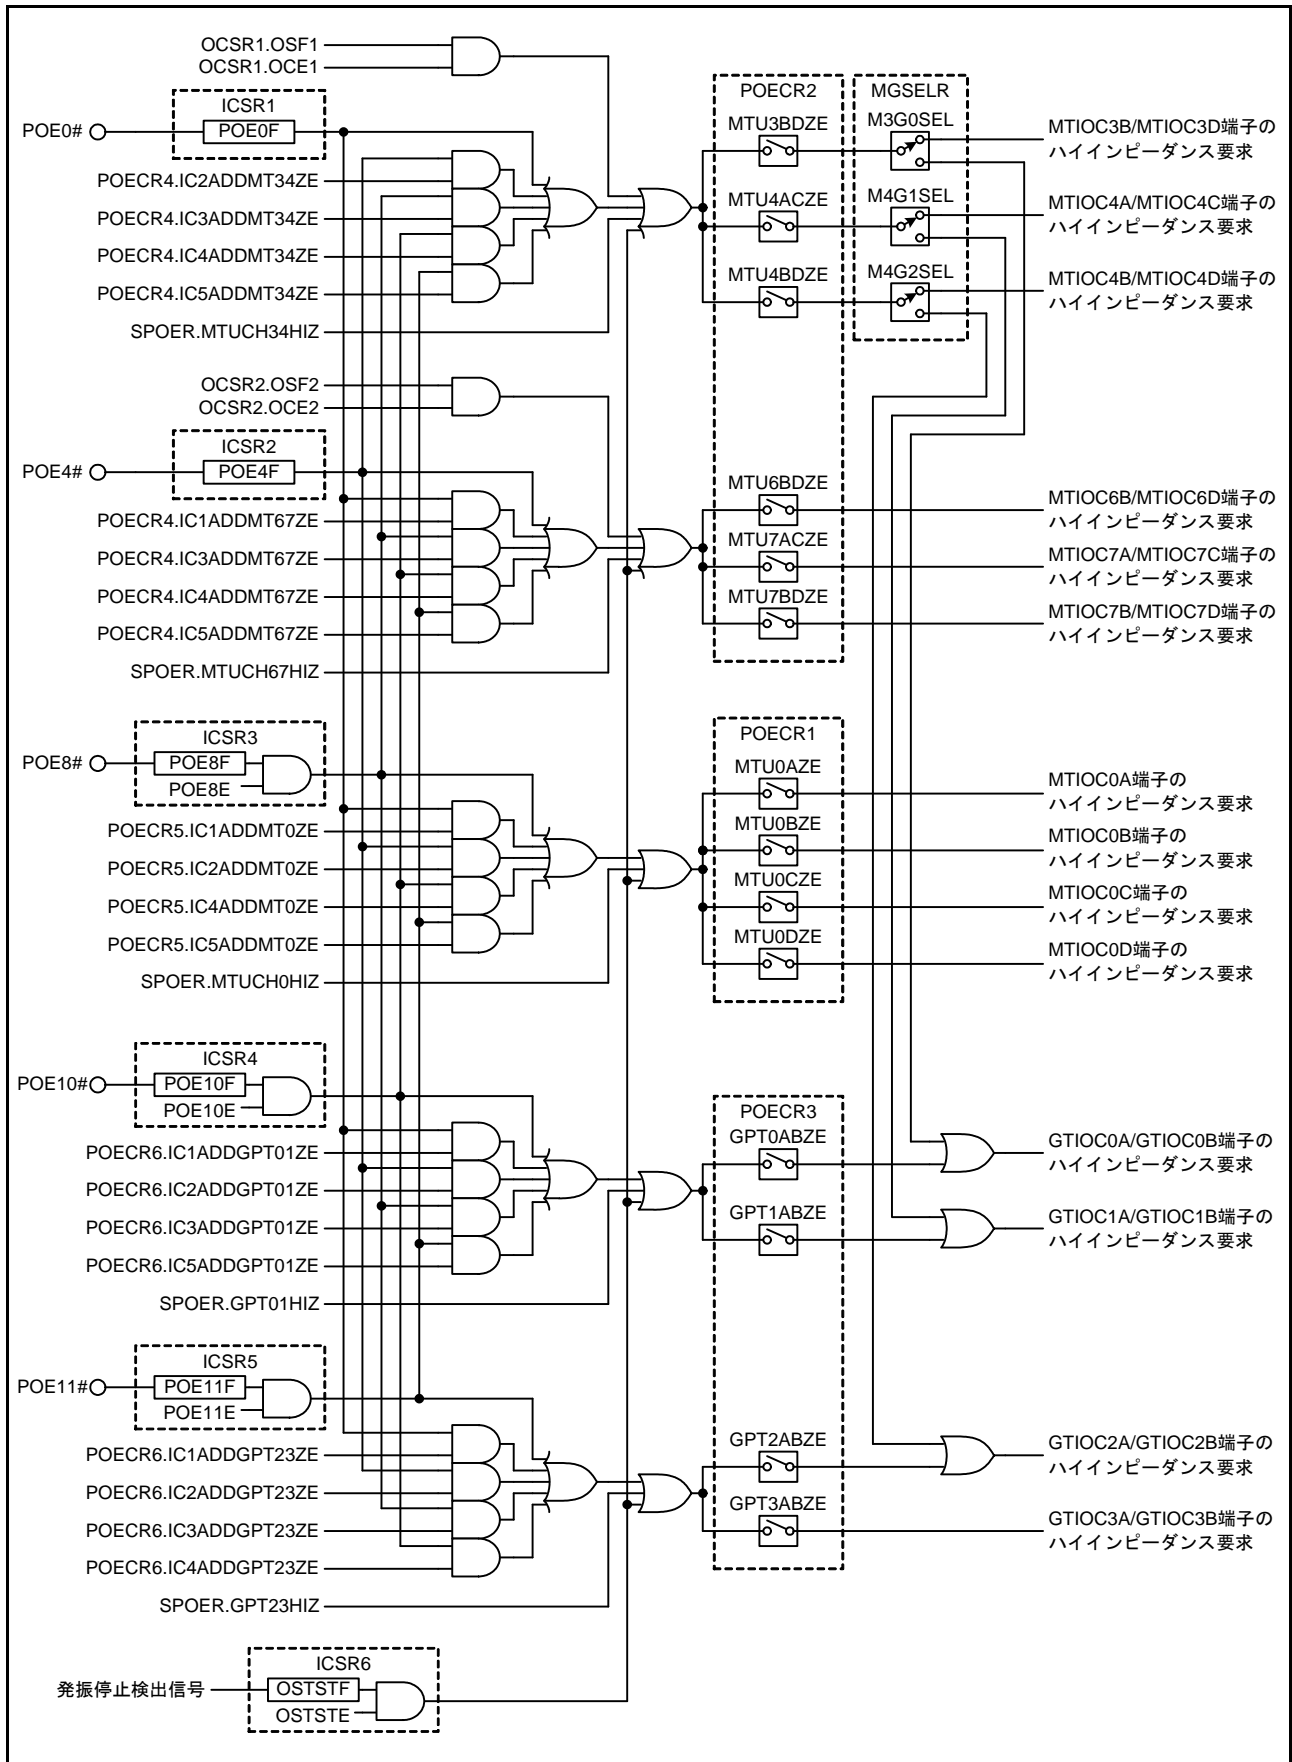 OCSR1.OSF1
OCSR1.OCE1
ICSR1
POE0#
POE0F
POECR4.IC2ADDMT34ZE
POECR4.IC3ADDMT34ZE
POECR4.IC4ADDMT34ZE
POECR4.IC5ADDMT34ZE
SPOER.MTUCH34HIZ
POECR2
MTU3BDZE
MTU4ACZE
MTU4BDZE
MGSELR
M3G0SEL
M4G1SEL
M4G2SEL
MTIOC3B/MTIOC3D端子の
ハイインピーダンス要求
MTIOC4A/MTIOC4C端子の
ハイインピーダンス要求
MTIOC4B/MTIOC4D端子の
ハイインピーダンス要求
OCSR2.OSF2
OCSR2.OCE2
ICSR2
POE4#
POE4F
POECR4.IC1ADDMT67ZE
POECR4.IC3ADDMT67ZE
POECR4.IC4ADDMT67ZE
POECR4.IC5ADDMT67ZE
SPOER.MTUCH67HIZ
MTU6BDZE
MTU7ACZE
MTU7BDZE
MTIOC6B/MTIOC6D端子の
ハイインピーダンス要求
MTIOC7A/MTIOC7C端子の
ハイインピーダンス要求
MTIOC7B/MTIOC7D端子の
ハイインピーダンス要求
ICSR3
POE8#
POE8F
POE8E
POECR5.IC1ADDMT0ZE
POECR5.IC2ADDMT0ZE
POECR5.IC4ADDMT0ZE
POECR5.IC5ADDMT0ZE
SPOER.MTUCH0HIZ
POECR1
MTU0AZE
MTU0BZE
MTU0CZE
MTU0DZE
MTIOC0A端子の
ハイインピーダンス要求
MTIOC0B端子の
ハイインピーダンス要求
MTIOC0C端子の
ハイインピーダンス要求
MTIOC0D端子の
ハイインピーダンス要求
ICSR4
POE10#
POE10F
POE10E
POECR6.IC1ADDGPT01ZE
POECR6.IC2ADDGPT01ZE
POECR6.IC3ADDGPT01ZE
POECR6.IC5ADDGPT01ZE
SPOER.GPT01HIZ
POECR3
GPT0ABZE
GPT1ABZE
GTIOC0A/GTIOC0B端子の
ハイインピーダンス要求
GTIOC1A/GTIOC1B端子の
ハイインピーダンス要求
ICSR5
POE11#
POE11F
POE11E
POECR6.IC1ADDGPT23ZE
POECR6.IC2ADDGPT23ZE
POECR6.IC3ADDGPT23ZE
POECR6.IC4ADDGPT23ZE
SPOER.GPT23HIZ
GPT2ABZE
GPT3ABZE
GTIOC2A/GTIOC2B端子の
ハイインピーダンス要求
GTIOC3A/GTIOC3B端子の
ハイインピーダンス要求
ICSR6
発振停止検出信号
OSTSTF
OSTSTE